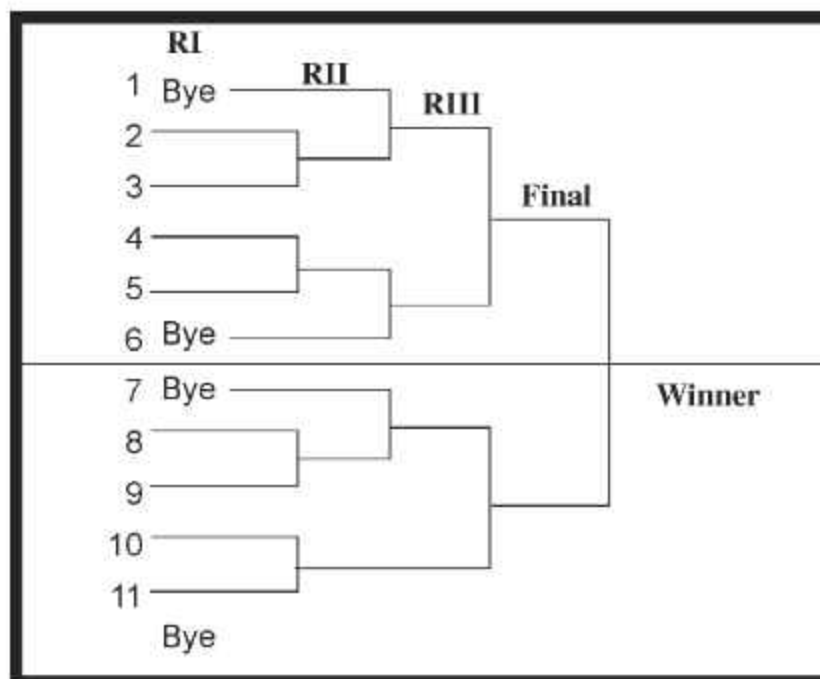 RI
1 Bye RII
RIII
2
3
Final
4
5
6 Bye
7 Bye
Winner
8
9
10
11
Bye